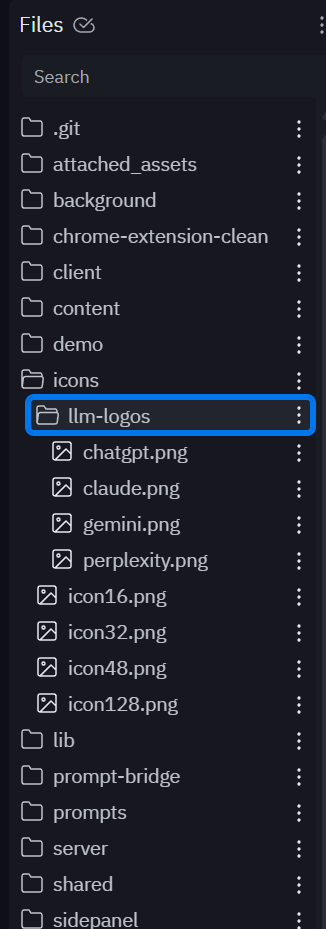 Files
Search
.git
attached_assets
background
chrome-extension-clean
client
content
demo
icons
llm-logos
chatgpt.png
claude.png
gemini.png
perplexity.png
icon16.png
icon32.png
icon48.png
icon128.png
lib
prompt-bridge
prompts
server
shared
sidepanel